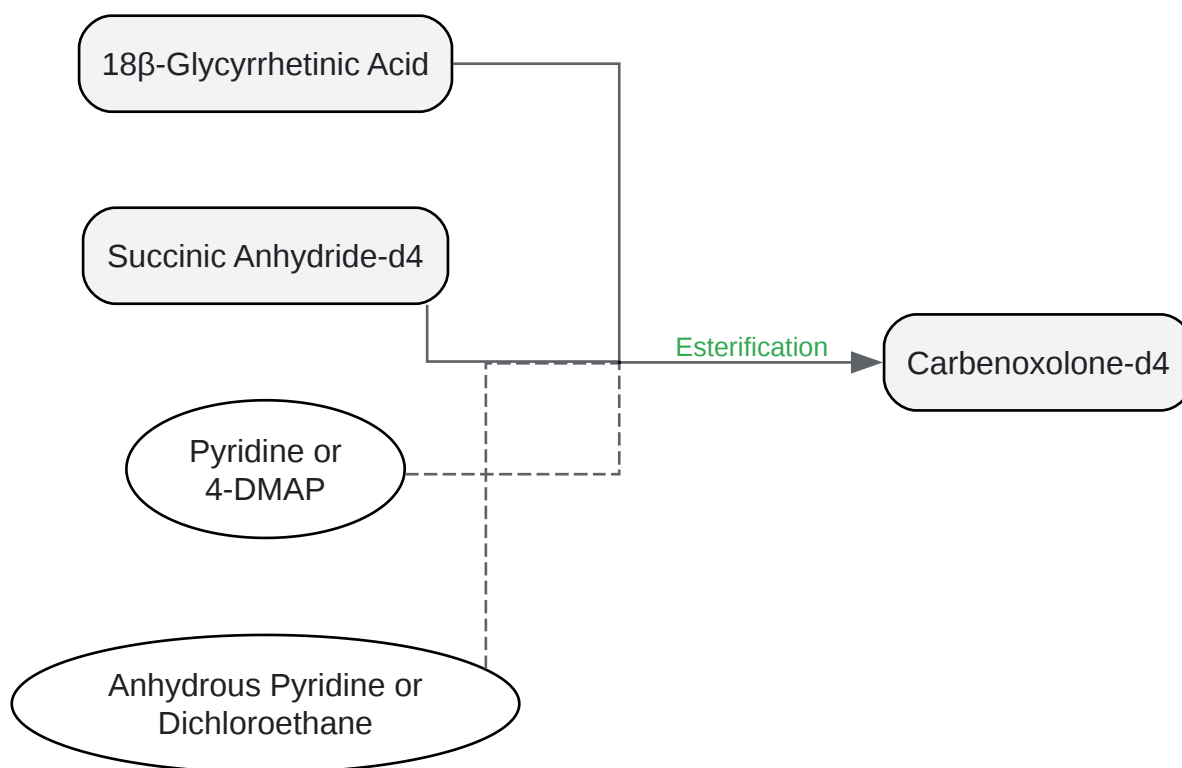 18β-Glycyrrhetinic Acid
Succinic Anhydride-d4
Esterification
Carbenoxolone-d4
Pyridine or
4-DMAP
Anhydrous Pyridine or
Dichloroethane